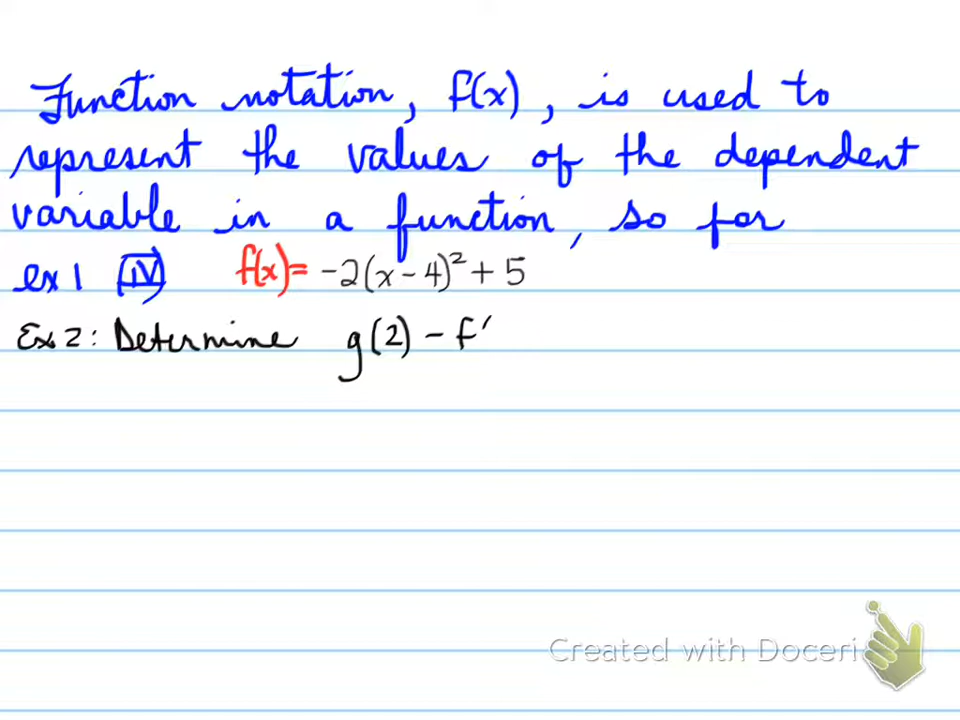 Function notation, f(x), is used to
represent the values of the dependent
variable in a function, so for
ex 1 (IV) f(x)= -2(x-4)²+5
Ex 2: Determine g(2) - f'
Created with Doceri